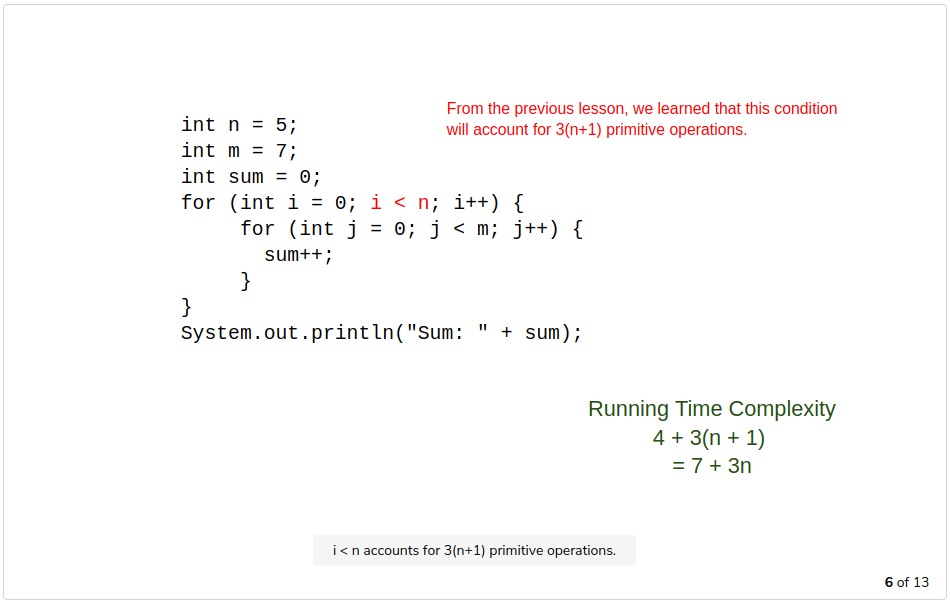 From the previous lesson, we learned that this condition
will account for 3(n+1) primitive operations.
int n = 5;
int m = 7;
int sum = 0;
for (int i = 0; i < n; i++) {
     for (int j = 0; j < m; j++) {
       sum++;
     }
}
System.out.println("Sum: " + sum);
Running Time Complexity
4 + 3(n + 1)
= 7 + 3n
i < n accounts for 3(n+1) primitive operations.
6 of 13